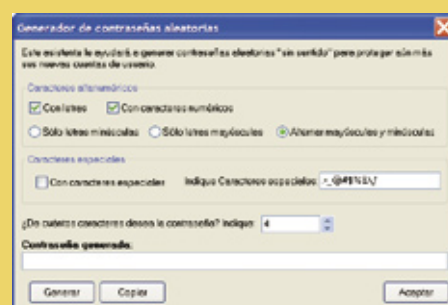 Generador de contraseñas aleatorias
Este asistente le ayudará a generar contraseñas aleatorias "sin sentido" para proteger aún más
sus nuevas cuentas de usuario.
Caracteres alfanuméricos
Con letras Con caracteres numéricos
Sólo letras minúsculas Sólo letras mayúsculas Alternar mayúsculas y minúsculas
Caracteres especiales
Con caracteres especiales Indique Caracteres especiales:
¿De cuántos caracteres desea la contraseña? Indique: 4
Contraseña generada:
Generar Copiar Aceptar